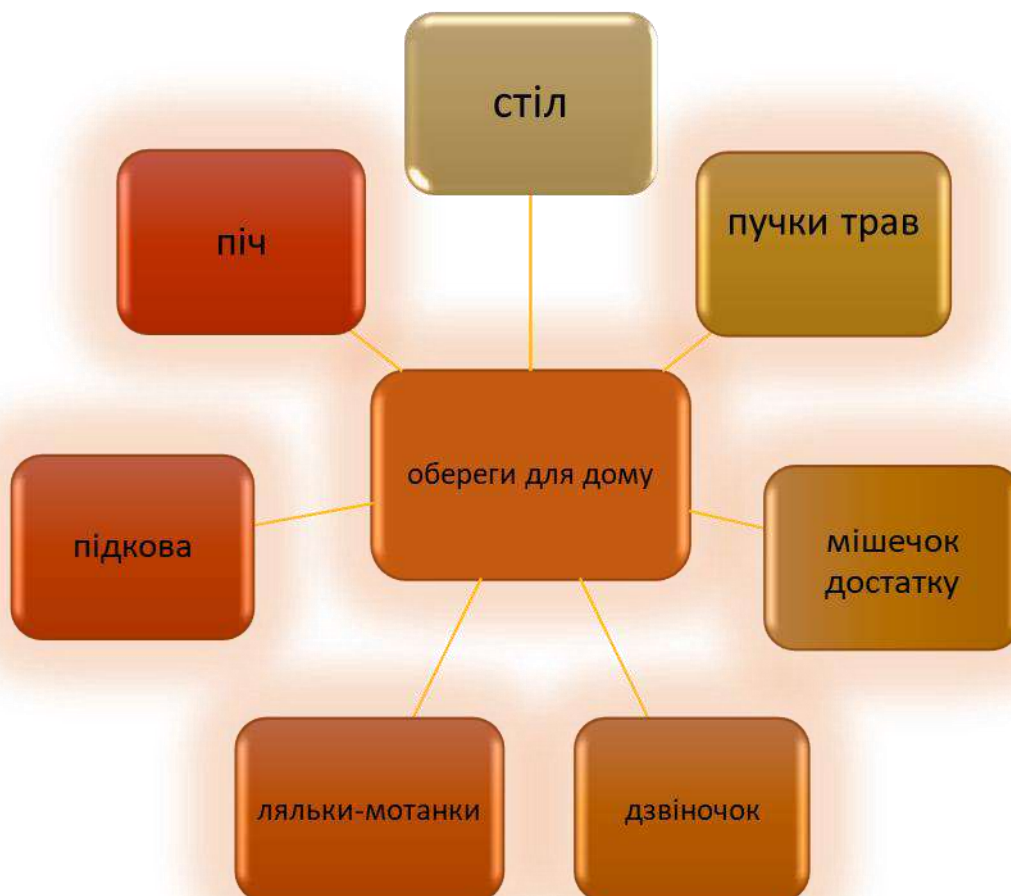 стіл
піч
пучки трав
обереги для дому
підкова
мішечок
достатку
ляльки-мотанки
дзвіночок